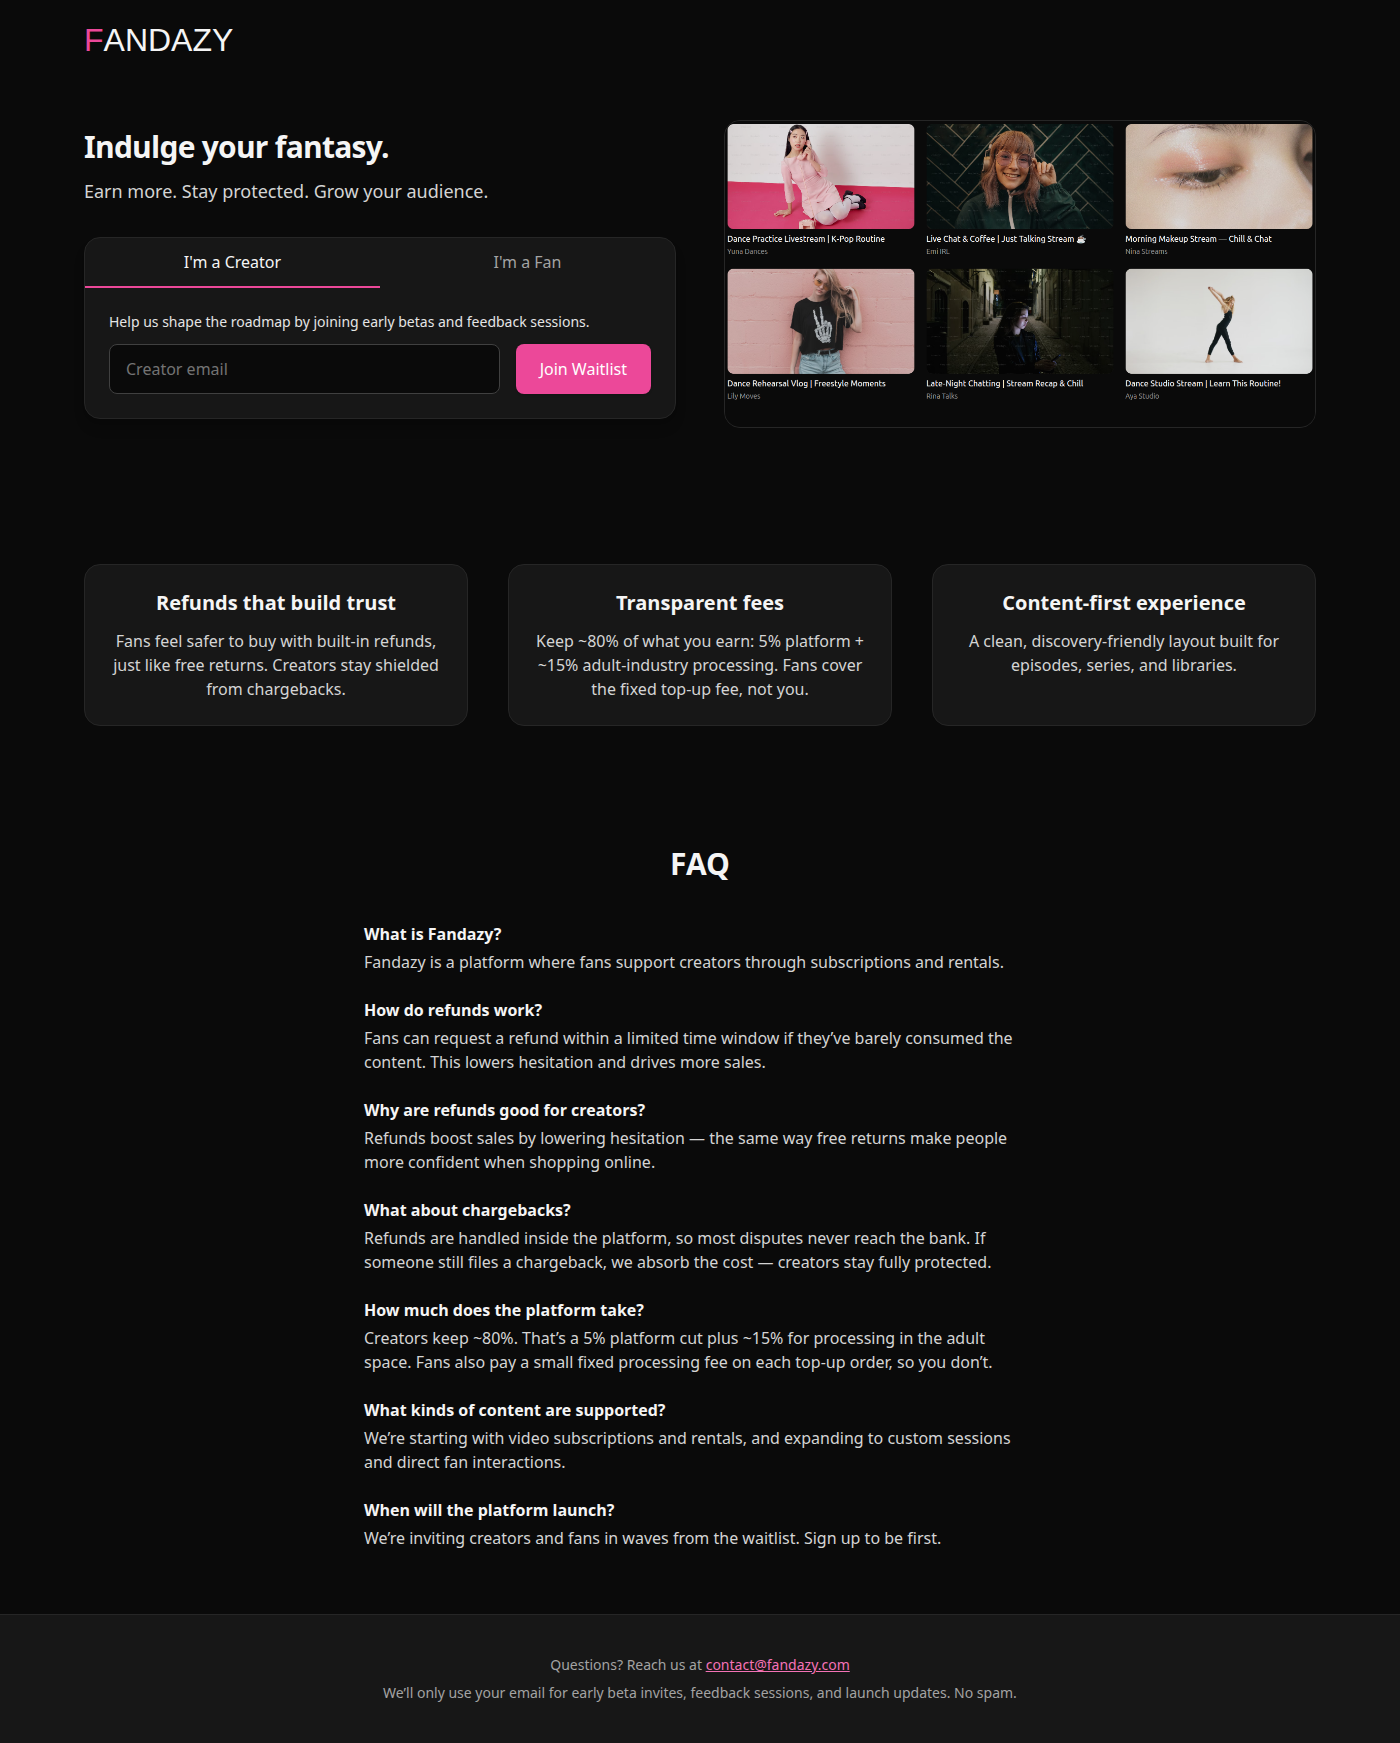 FANDAZY
Indulge your fantasy.
Earn more. Stay protected. Grow your audience.
I'm a Creator
I'm a Fan
Help us shape the roadmap by joining early betas and feedback sessions.
Creator email
Join Waitlist
Dance Practice Livestream | K-Pop Routine
Yuna Dances
Live Chat & Coffee | Just Talking Stream ☕
Emi IRL
Morning Makeup Stream — Chill & Chat
Nina Streams
Dance Rehearsal Vlog | Freestyle Moments
Lily Moves
Late-Night Chatting | Stream Recap & Chill
Rina Talks
Dance Studio Stream | Learn This Routine!
Aya Studio
Refunds that build trust
Fans feel safer to buy with built-in refunds,
just like free returns. Creators stay shielded
from chargebacks.
Transparent fees
Keep ~80% of what you earn: 5% platform +
~15% adult-industry processing. Fans cover
the fixed top-up fee, not you.
Content-first experience
A clean, discovery-friendly layout built for
episodes, series, and libraries.
FAQ
What is Fandazy?
Fandazy is a platform where fans support creators through subscriptions and rentals.
How do refunds work?
Fans can request a refund within a limited time window if they’ve barely consumed the
content. This lowers hesitation and drives more sales.
Why are refunds good for creators?
Refunds boost sales by lowering hesitation — the same way free returns make people
more confident when shopping online.
What about chargebacks?
Refunds are handled inside the platform, so most disputes never reach the bank. If
someone still files a chargeback, we absorb the cost — creators stay fully protected.
How much does the platform take?
Creators keep ~80%. That’s a 5% platform cut plus ~15% for processing in the adult
space. Fans also pay a small fixed processing fee on each top-up order, so you don’t.
What kinds of content are supported?
We’re starting with video subscriptions and rentals, and expanding to custom sessions
and direct fan interactions.
When will the platform launch?
We’re inviting creators and fans in waves from the waitlist. Sign up to be first.
Questions? Reach us at contact@fandazy.com
We’ll only use your email for early beta invites, feedback sessions, and launch updates. No spam.